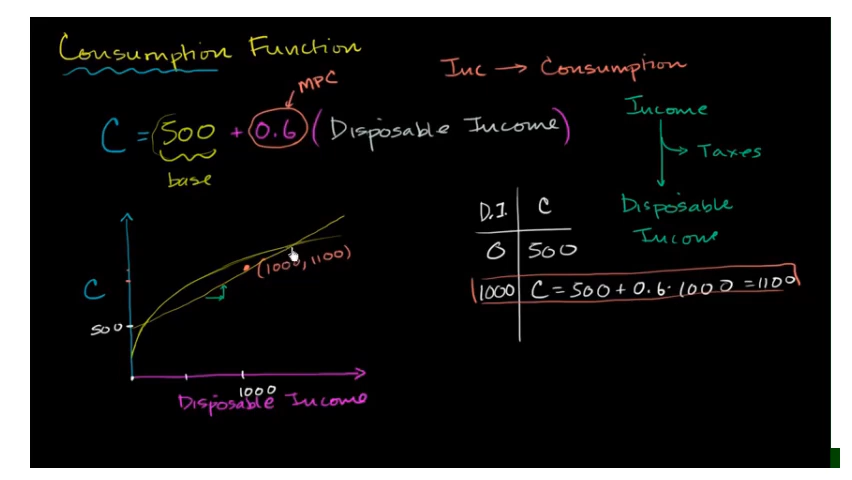 Consumption Function
MPC
Inc → Consumption
C = 500 + 0.6 (Disposable Income)
base
Income
Taxes
Disposable
Income
D.I. C
0 500
1000 C = 500 + 0.6 · 1000 = 1100
C
(1000, 1100)
500
1000
Disposable Income